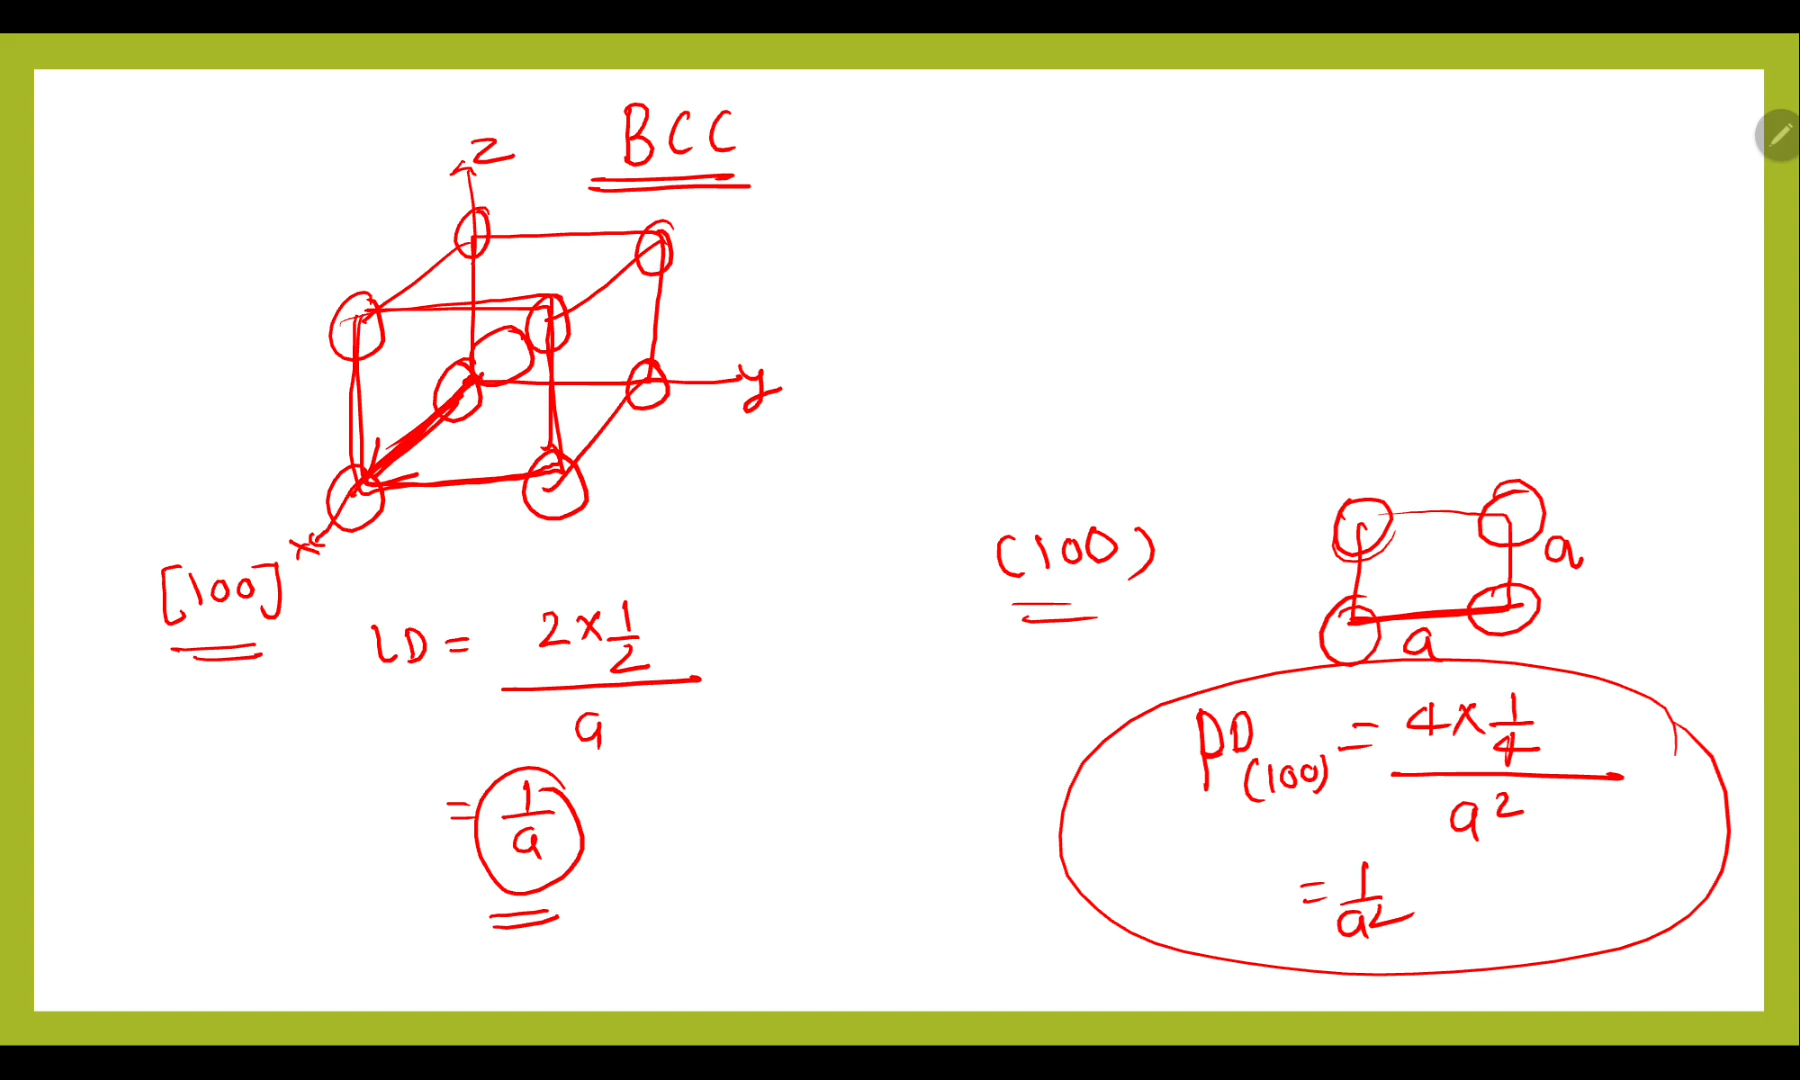 BCC
z
y
x
[100]
LD = 2 × 1/2
a
= 1/a
(100)
a
a
PD(100) = 4 × 1/4
a²
= 1/a²